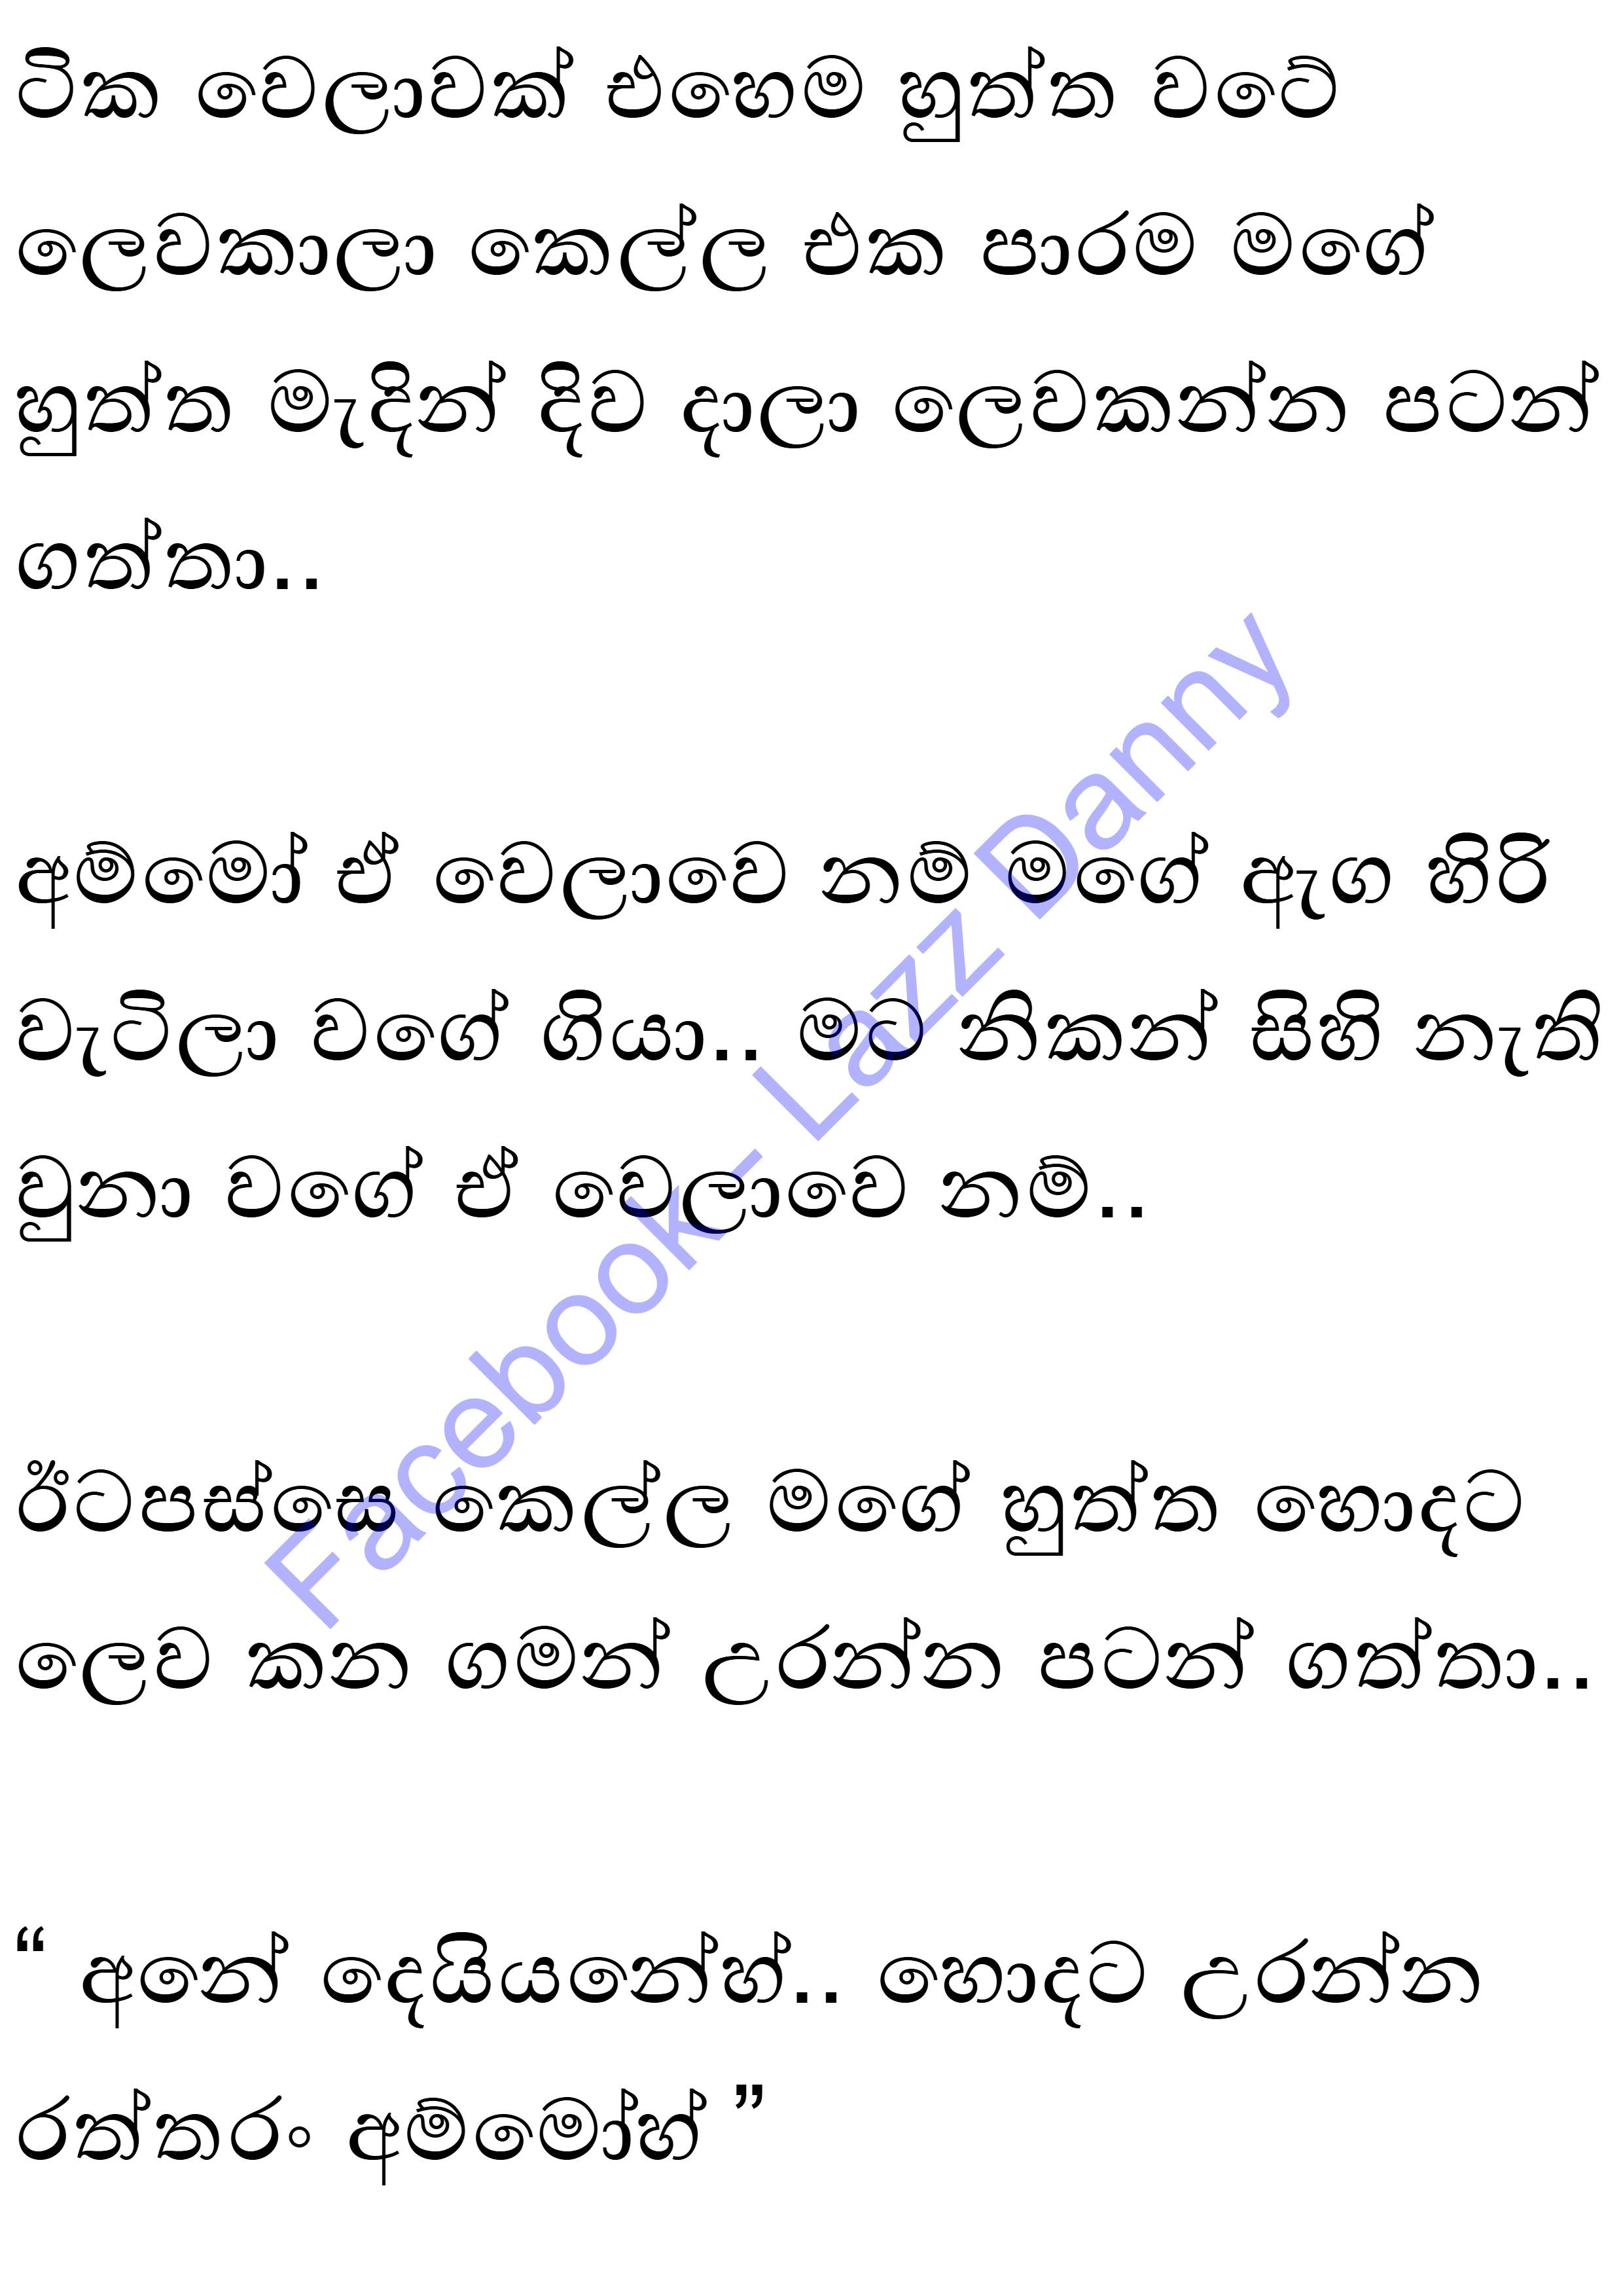 ටික වෙලාවක් එහෙම හුත්ත වටේ
ලෙවකාලා කෙල්ල එක පාරම මගේ
හුත්ත මැදින් දිව දාලා ලෙවකන්න පටන්
ගත්තා..
අම්මෝ ඒ වෙලාවෙ නම් මගේ ඇග හිරි
වැටිලා වගේ ගියා.. මට නිකන් සිහි නැති
වුනා වගේ ඒ වෙලාවෙ නම්..
ඊටපස්සෙ කෙල්ල මගේ හුත්ත හොදට
ලෙව කන ගමන් උරන්න පටන් ගත්තා..
“ අනේ දෙයියනේහ්.. හොදට උරන්න
රත්තරං අම්මෝහ් ”
Facebook- Lazz Danny